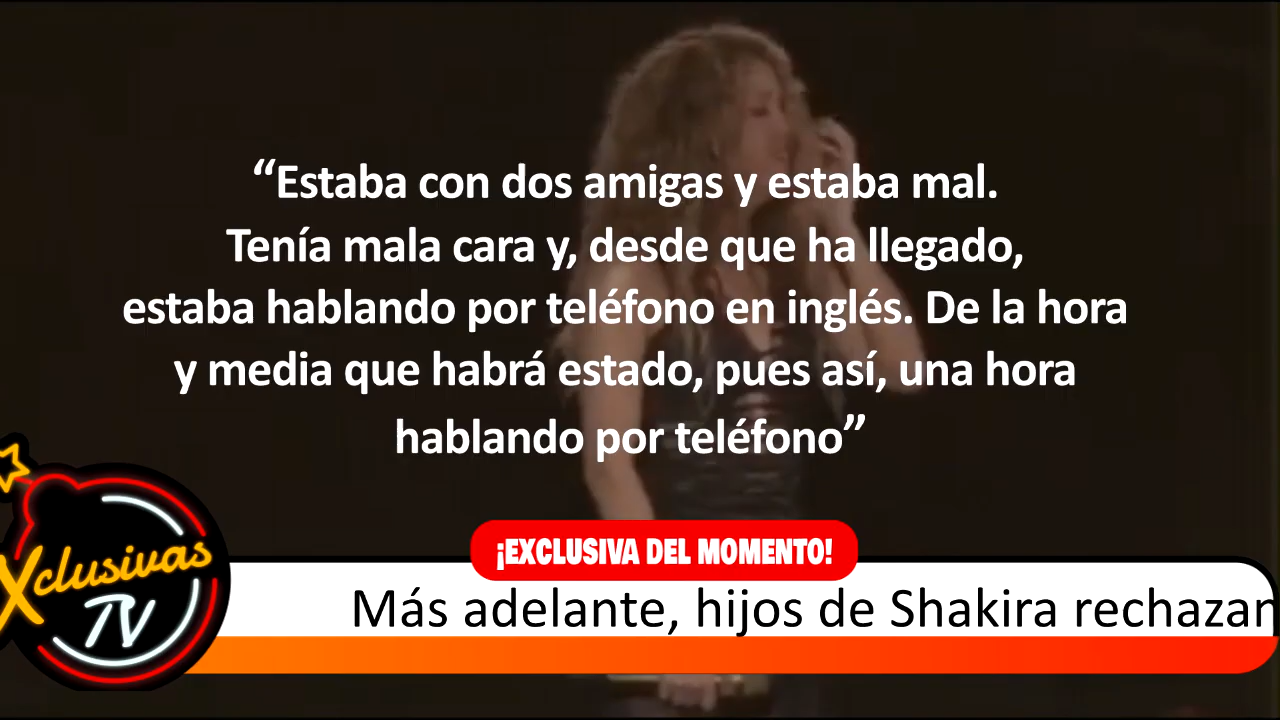 “Estaba con dos amigas y estaba mal.
Tenía mala cara y, desde que ha llegado,
estaba hablando por teléfono en inglés. De la hora
y media que habrá estado, pues así, una hora
hablando por teléfono”
¡EXCLUSIVA DEL MOMENTO!
Xclusivas
TV
Más adelante, hijos de Shakira rechazan